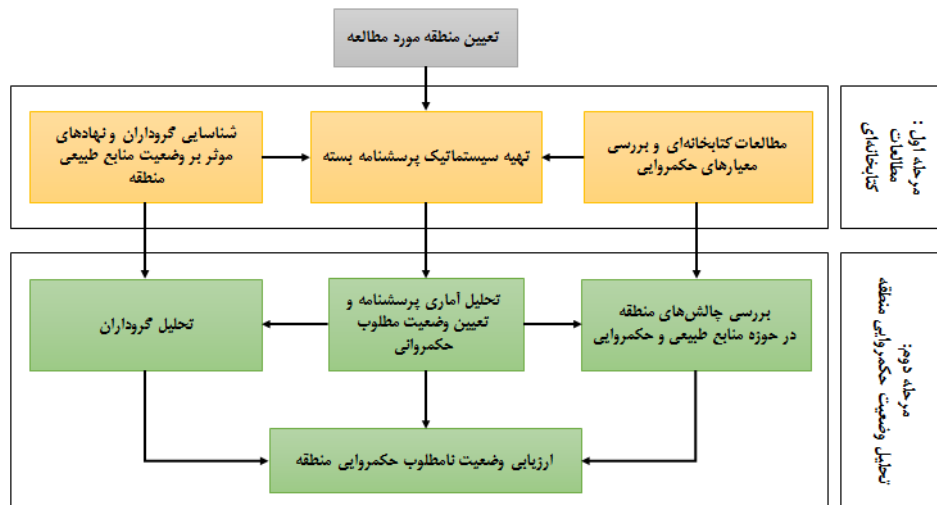 تعیین منطقه مورد مطالعه
مرحله اول :
مطالعات
کتابخانه‌ای
مطالعات کتابخانه‌ای و بررسی
معیارهای حکمروایی
تهیه سیستماتیک پرسشنامه بسته
شناسایی گروداران و نهادهای
موثر بر وضعیت منابع طبیعی
منطقه
مرحله دوم:
تحلیل وضعیت حکمروایی منطقه
بررسی چالش‌های منطقه
در حوزه منابع طبیعی و حکمروایی
تحلیل آماری پرسشنامه و
تعیین وضعیت مطلوب
حکمروائی
تحلیل گروداران
ارزیابی وضعیت نامطلوب حکمروایی منطقه